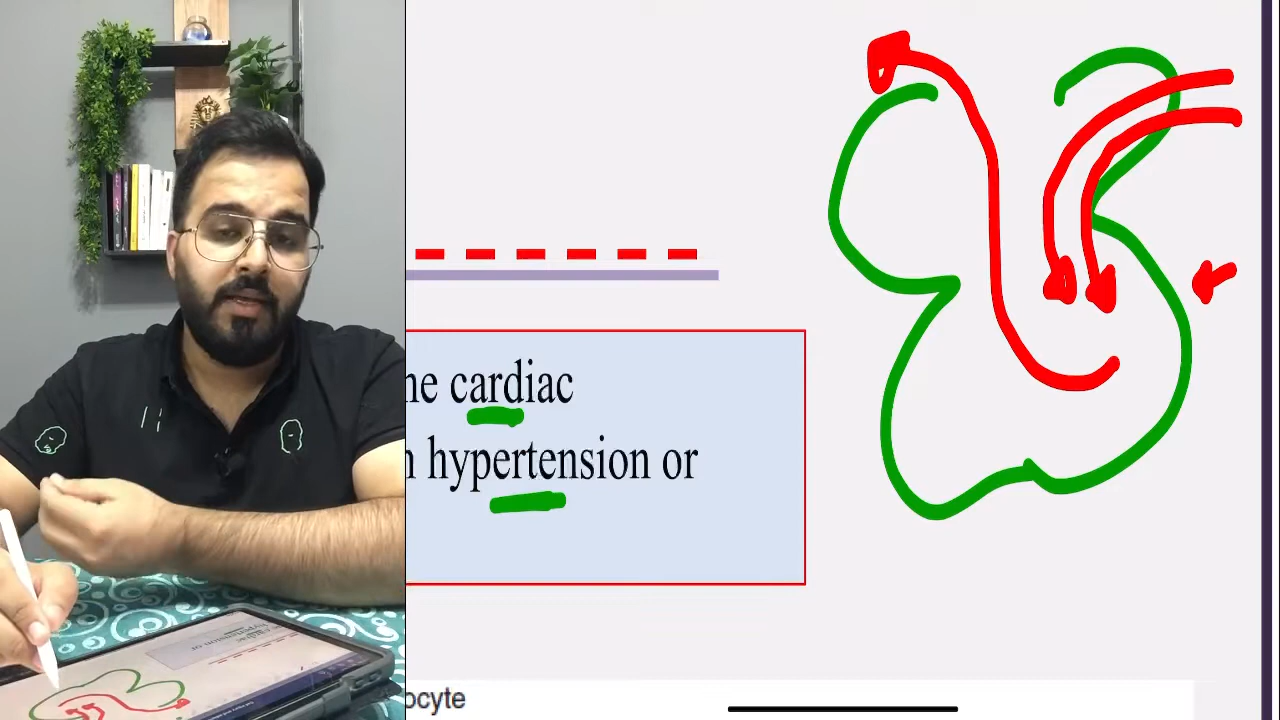 he cardiac
hypertension or
ocyte